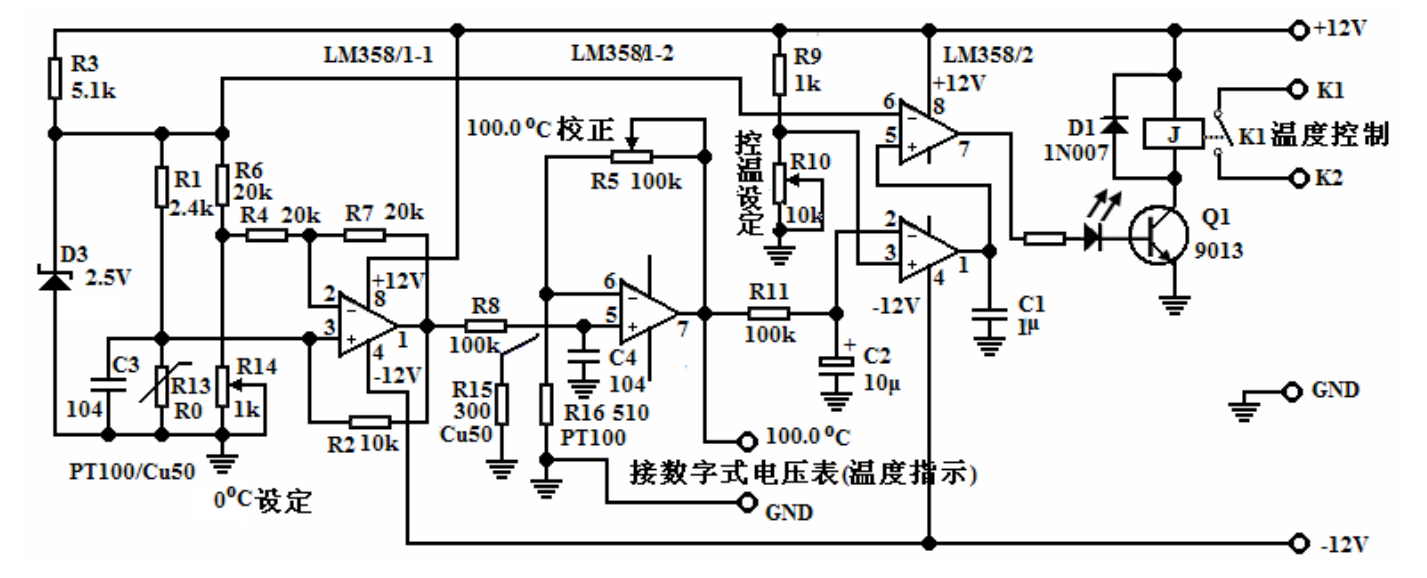 LM358/1-1
LM358/1-2
LM358/2
+12V
R3
5.1k
R9
1k
+12V
K1
100.0 ⁰C 校正
6
8
5
7
D1
1N007
J
K1 温度控制
K2
R1
2.4k
R6
20k
R4 20k
R7 20k
R5 100k
控温设定
R10
10k
Q1
9013
D3
2.5V
+12V
2
8
3
1
4
-12V
R8
100k
6
5
7
R11
100k
2
3
1
4
-12V
C1
1μ
C3
104
R13
R0
R14
1k
C4
104
+
C2
10μ
R15
300
Cu50
R16 510
PT100
R2 10k
GND
100.0 ⁰C
PT100/Cu50
0⁰C 设定
接数字式电压表(温度指示)
GND
-12V